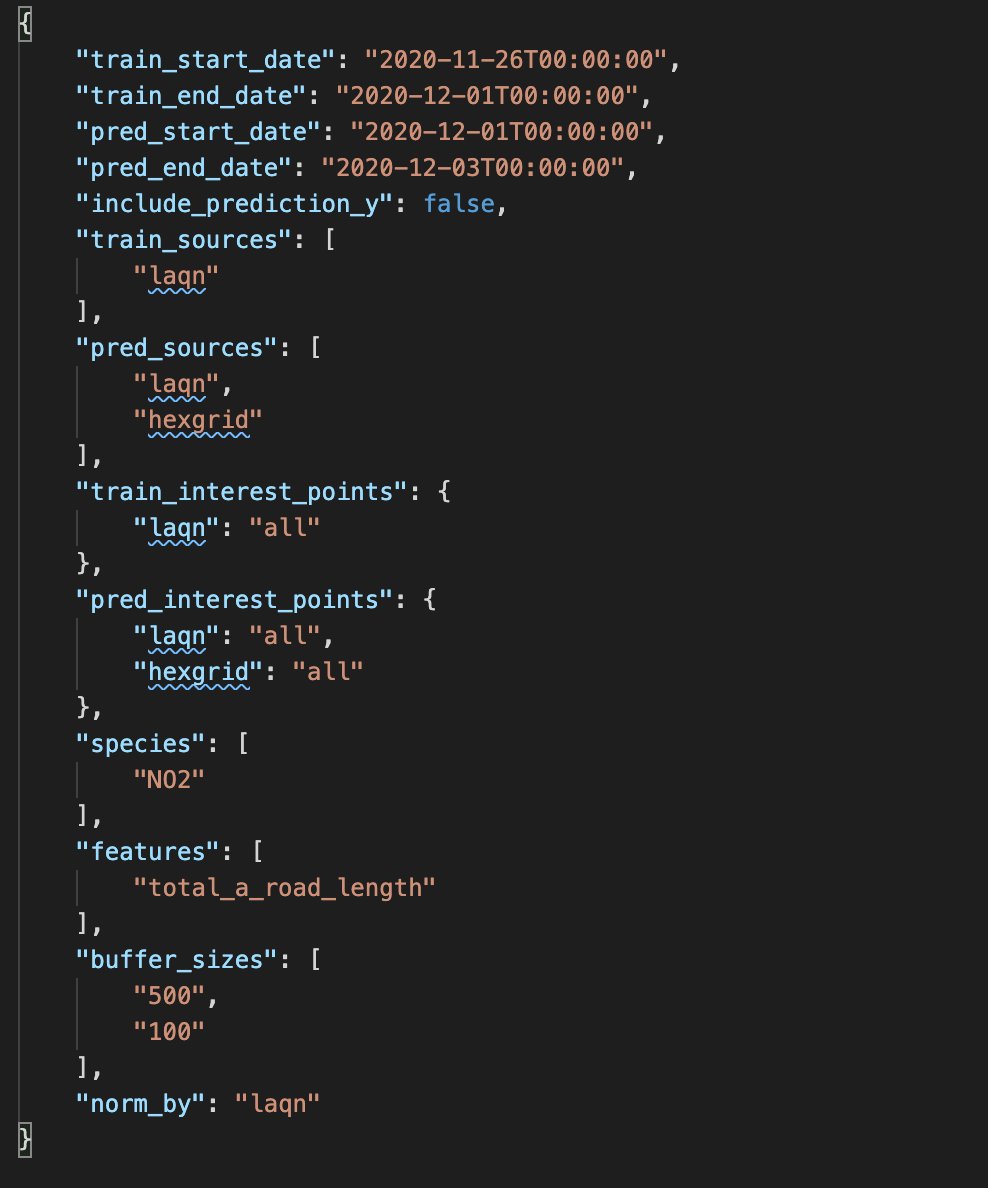 {
    "train_start_date": "2020-11-26T00:00:00",
    "train_end_date": "2020-12-01T00:00:00",
    "pred_start_date": "2020-12-01T00:00:00",
    "pred_end_date": "2020-12-03T00:00:00",
    "include_prediction_y": false,
    "train_sources": [
        "laqn"
    ],
    "pred_sources": [
        "laqn",
        "hexgrid"
    ],
    "train_interest_points": {
        "laqn": "all"
    },
    "pred_interest_points": {
        "laqn": "all",
        "hexgrid": "all"
    },
    "species": [
        "NO2"
    ],
    "features": [
        "total_a_road_length"
    ],
    "buffer_sizes": [
        "500",
        "100"
    ],
    "norm_by": "laqn"
}